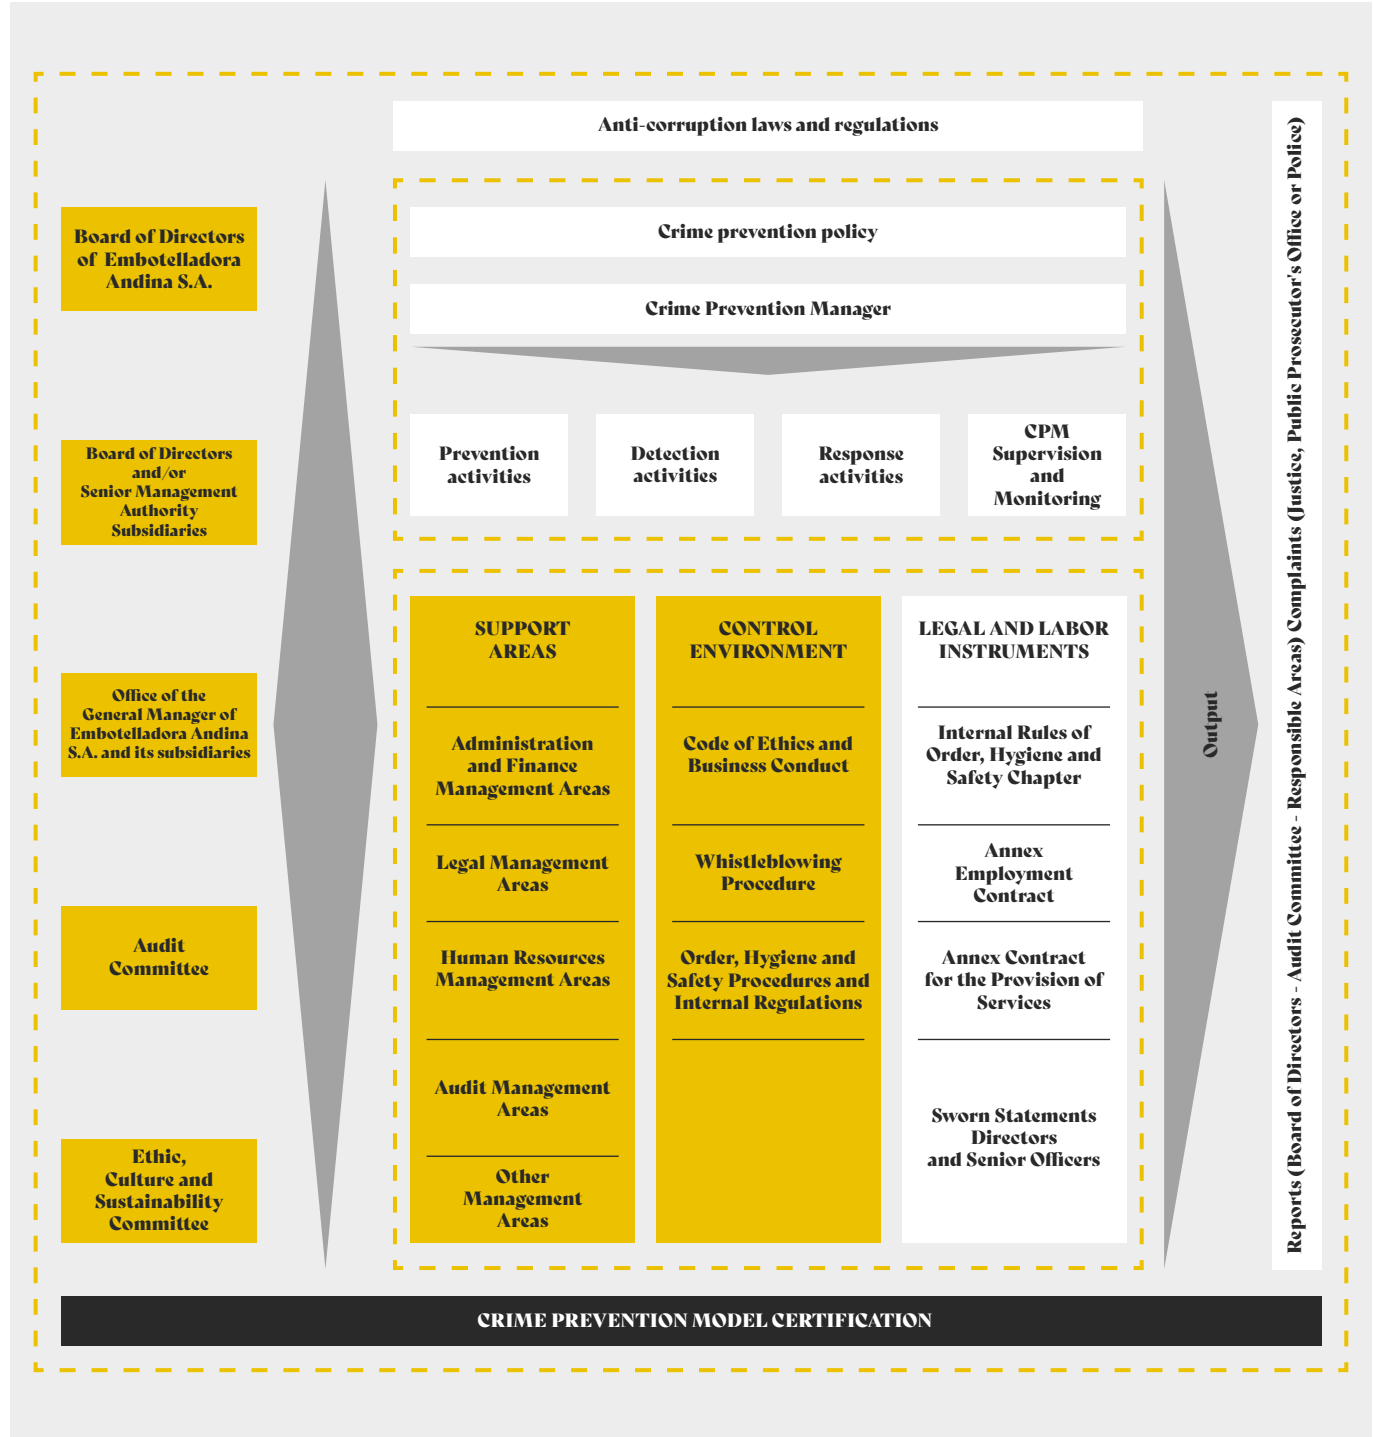 Anti-corruption laws and regulations
Board of Directors
of Embotelladora
Andina S.A.
Board of Directors
and/or
Senior Management
Authority
Subsidiaries
Office of the
General Manager of
Embotelladora Andina
S.A. and its subsidiaries
Audit
Committee
Ethic,
Culture and
Sustainability
Committee
Crime prevention policy
Crime Prevention Manager
Prevention
activities
Detection
activities
Response
activities
CPM
Supervision
and
Monitoring
SUPPORT
AREAS
Administration
and Finance
Management Areas
Legal Management
Areas
Human Resources
Management Areas
Audit Management
Areas
Other
Management
Areas
CONTROL
ENVIRONMENT
Code of Ethics and
Business Conduct
Whistleblowing
Procedure
Order, Hygiene and
Safety Procedures and
Internal Regulations
LEGAL AND LABOR
INSTRUMENTS
Internal Rules of
Order, Hygiene and
Safety Chapter
Annex
Employment
Contract
Annex Contract
for the Provision of
Services
Sworn Statements
Directors
and Senior Officers
Output
Reports (Board of Directors - Audit Committee - Responsible Areas) Complaints (Justice, Public Prosecutor's Office or Police)
CRIME PREVENTION MODEL CERTIFICATION